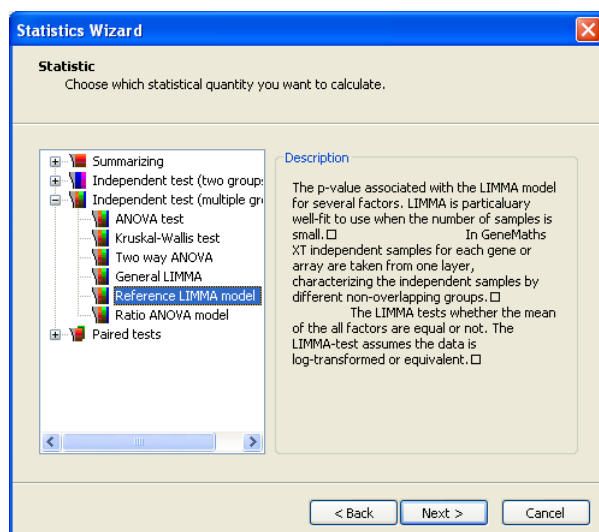 Statistics Wizard
Statistic
Choose which statistical quantity you want to calculate.
Summarizing
Independent test (two group
Independent test (multiple gr
ANOVA test
Kruskal-Wallis test
Two way ANOVA
General LIMMA
Reference LIMMA model
Ratio ANOVA model
Paired tests
Description
The p-value associated with the LIMMA model
for several factors. LIMMA is particaluary
well-fit to use when the number of samples is
small.□ In GeneMaths
XT independent samples for each gene or
array are taken from one layer,
characterizing the independent samples by
different non-overlapping groups.□
The LIMMA tests whether the mean
of the all factors are equal or not. The
LIMMA-test assumes the data is
log-transformed or equivalent.□
< Back
Next >
Cancel